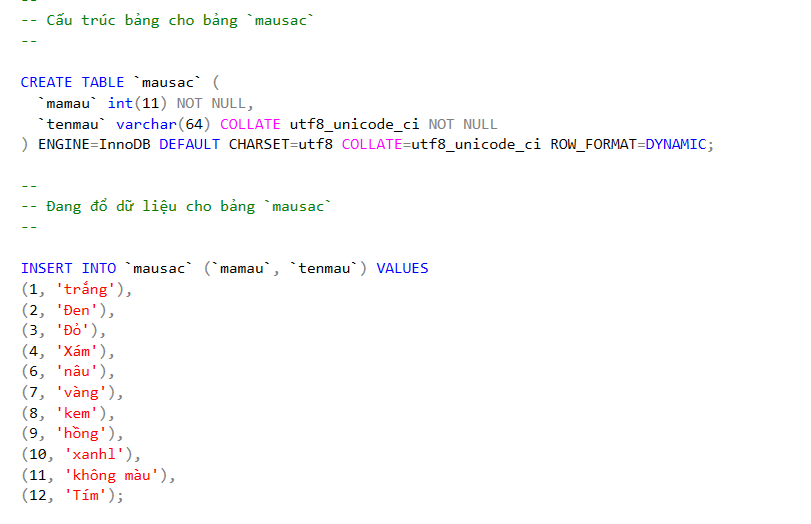 --
-- Cấu trúc bảng cho bảng `mausac`
--
CREATE TABLE `mausac` (
  `mamau` int(11) NOT NULL,
  `tenmau` varchar(64) COLLATE utf8_unicode_ci NOT NULL
) ENGINE=InnoDB DEFAULT CHARSET=utf8 COLLATE=utf8_unicode_ci ROW_FORMAT=DYNAMIC;
--
-- Đang đổ dữ liệu cho bảng `mausac`
--
INSERT INTO `mausac` (`mamau`, `tenmau`) VALUES
(1, 'trắng'),
(2, 'Đen'),
(3, 'Đỏ'),
(4, 'Xám'),
(6, 'nâu'),
(7, 'vàng'),
(8, 'kem'),
(9, 'hồng'),
(10, 'xanhl'),
(11, 'không màu'),
(12, 'Tím');